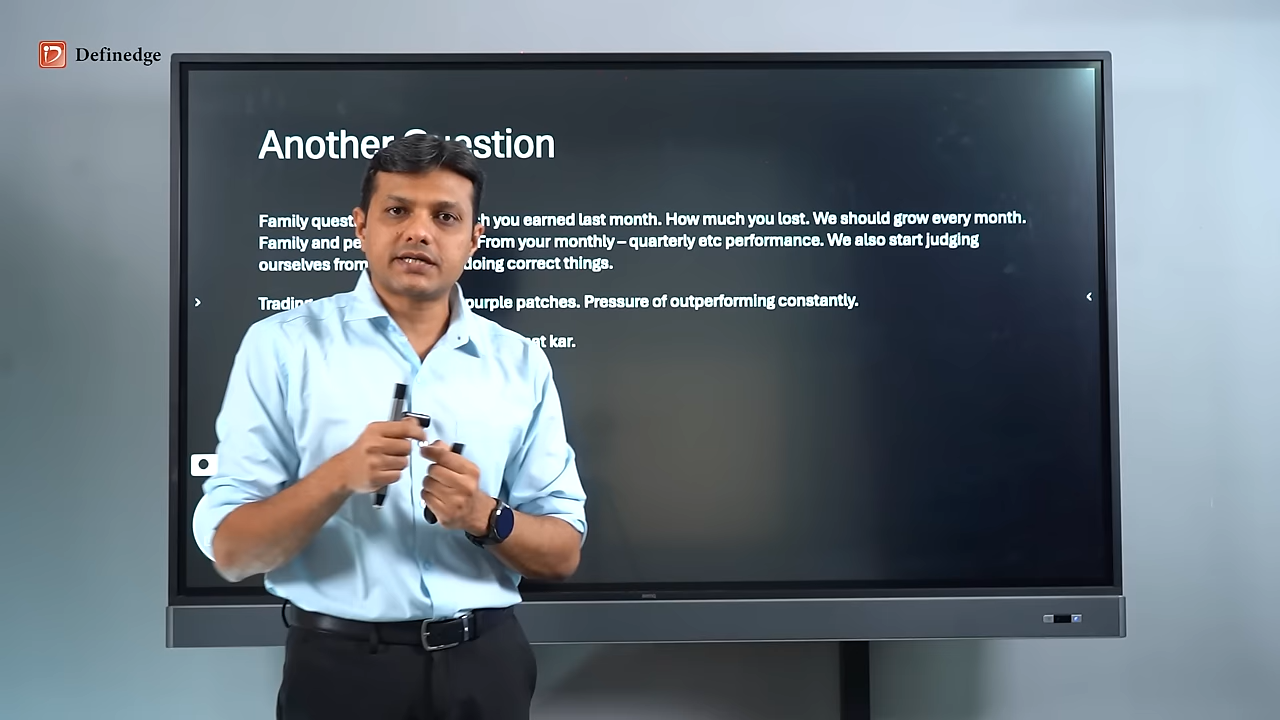 Definedge
Another Question
Family quest ch you earned last month. How much you lost. We should grow every month.
Family and pe From your monthly – quarterly etc performance. We also start judging
ourselves from doing correct things.
Trading purple patches. Pressure of outperforming constantly.
at kar.